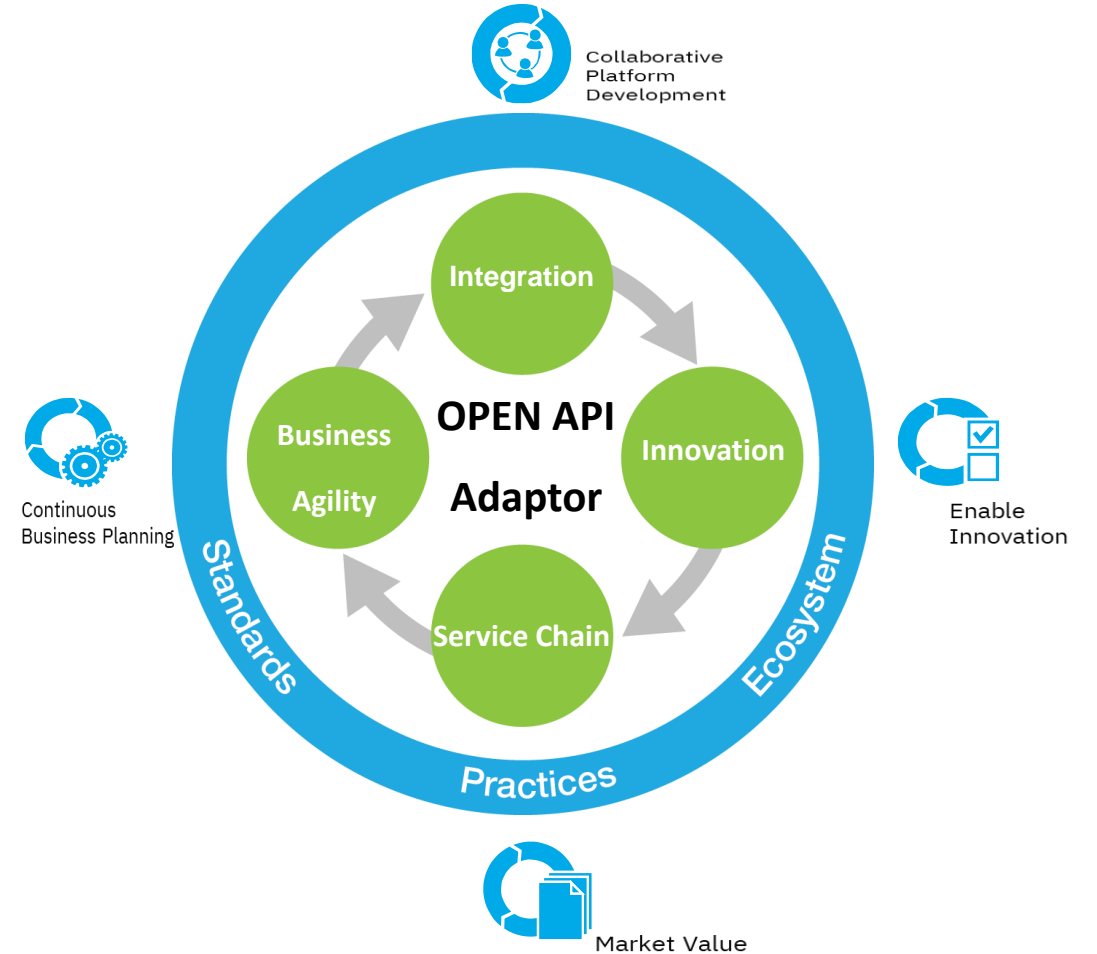 Collaborative
Platform
Development
Integration
OPEN API
Adaptor
Business
Agility
Innovation
Service Chain
Continuous
Business Planning
Enable
Innovation
Standards
Practices
Ecosystem
Market Value